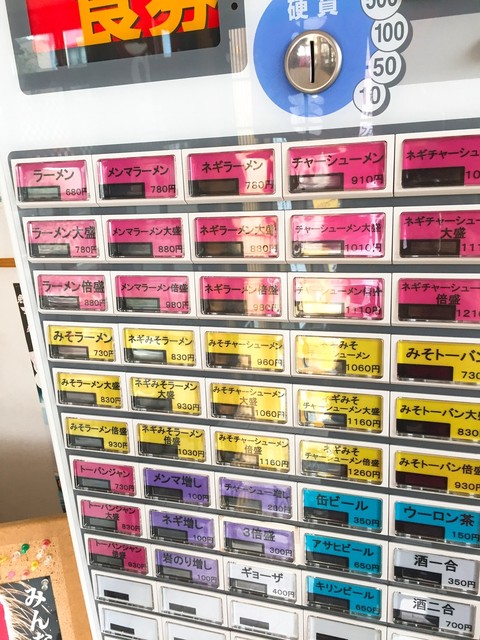 食券
硬貨
500
100
50
10
ラーメン
680円
メンマラーメン
780円
ネギラーメン
780円
チャーシューメン
910円
ネギチャーシュー
ラーメン大盛
780円
メンマラーメン大盛
880円
ネギラーメン大盛
880円
チャーシューメン大盛
1010円
ネギチャーシュー
大盛
ラーメン倍盛
880円
メンマラーメン倍盛
980円
ネギラーメン倍盛
980円
チャーシューメン倍盛
1110円
ネギチャーシュー
倍盛
1210
みそラーメン
730円
ネギみそラーメン
830円
みそチャーシューメン
960円
みそ
シューメン
1060円
みそトーバン
730
みそラーメン大盛
830円
ネギみそラーメン
大盛
930円
みそチャーシューメン
大盛
1060円
ネギみそ
チャーシューメン大盛
1160円
みそトーバン大盛
830
みそラーメン倍盛
930円
ネギみそラーメン
倍盛
1030円
みそチャーシューメン
倍盛
1160円
ネギみそ
チャーシューメン倍盛
1260円
みそトーバン倍盛
930円
トーバンジャン
730円
メンマ増し
100円
チャーシュー増し
280円
缶ビール
350円
ウーロン茶
150円
トーバンジャン
大盛
830円
ネギ増し
100円
3倍盛
300円
アサヒビール
650円
酒一合
350円
トーバンジャン
倍盛
930円
岩のり増し
100円
ギョーザ
400円
キリンビール
650円
酒二合
700円
みんな